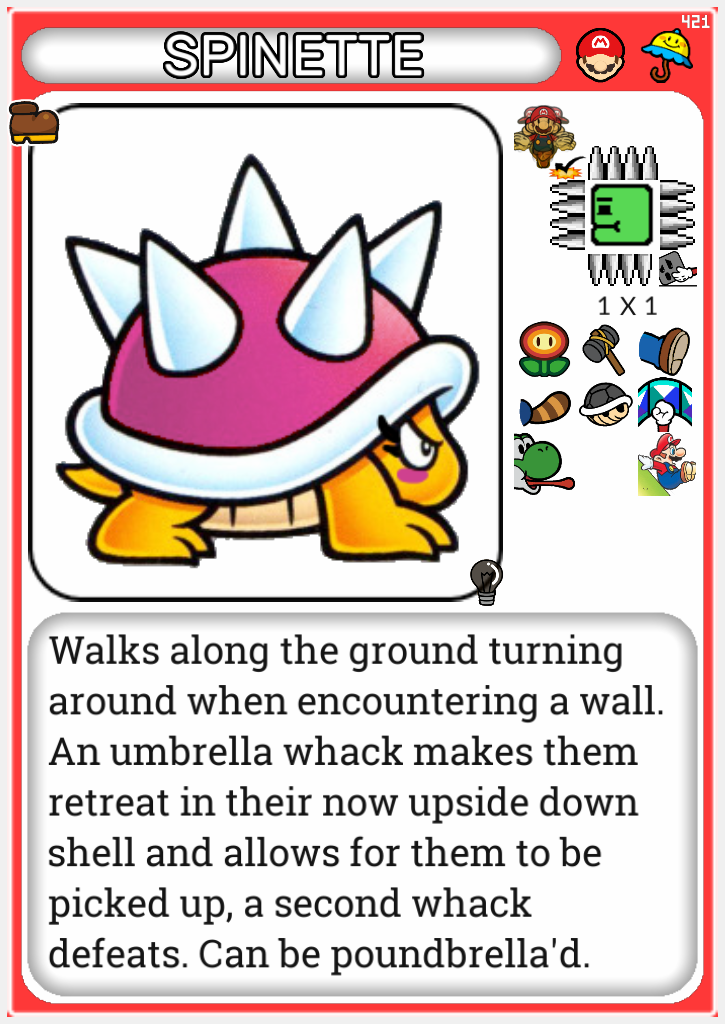 421
SPINETTE
1 X 1
Walks along the ground turning
around when encountering a wall.
An umbrella whack makes them
retreat in their now upside down
shell and allows for them to be
picked up, a second whack
defeats. Can be poundbrella'd.